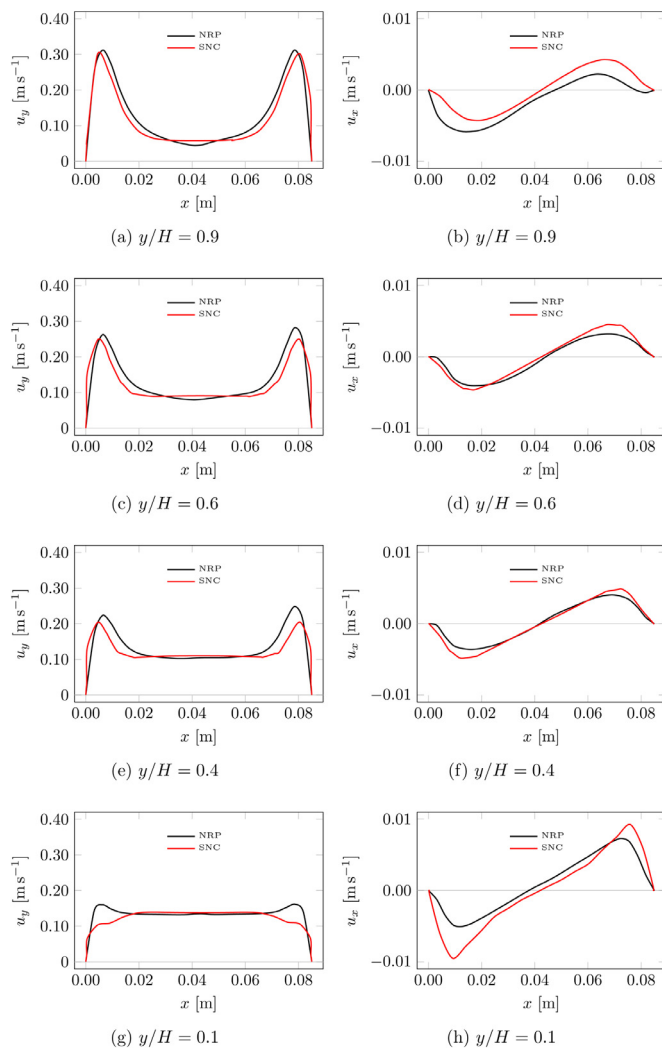 0.40
0.30
0.20
0.10
0
u_y [m s⁻¹]
NRP
SNC
0.00 0.02 0.04 0.06 0.08
x [m]
(a) y/H = 0.9
0.01
0.00
−0.01
u_x [m s⁻¹]
NRP
SNC
0.00 0.02 0.04 0.06 0.08
x [m]
(b) y/H = 0.9
0.40
0.30
0.20
0.10
0
u_y [m s⁻¹]
NRP
SNC
0.00 0.02 0.04 0.06 0.08
x [m]
(c) y/H = 0.6
0.01
0.00
−0.01
u_x [m s⁻¹]
NRP
SNC
0.00 0.02 0.04 0.06 0.08
x [m]
(d) y/H = 0.6
0.40
0.30
0.20
0.10
0
u_y [m s⁻¹]
NRP
SNC
0.00 0.02 0.04 0.06 0.08
x [m]
(e) y/H = 0.4
0.01
0.00
−0.01
u_x [m s⁻¹]
NRP
SNC
0.00 0.02 0.04 0.06 0.08
x [m]
(f) y/H = 0.4
0.40
0.30
0.20
0.10
0
u_y [m s⁻¹]
NRP
SNC
0.00 0.02 0.04 0.06 0.08
x [m]
(g) y/H = 0.1
0.01
0.00
−0.01
u_x [m s⁻¹]
NRP
SNC
0.00 0.02 0.04 0.06 0.08
x [m]
(h) y/H = 0.1